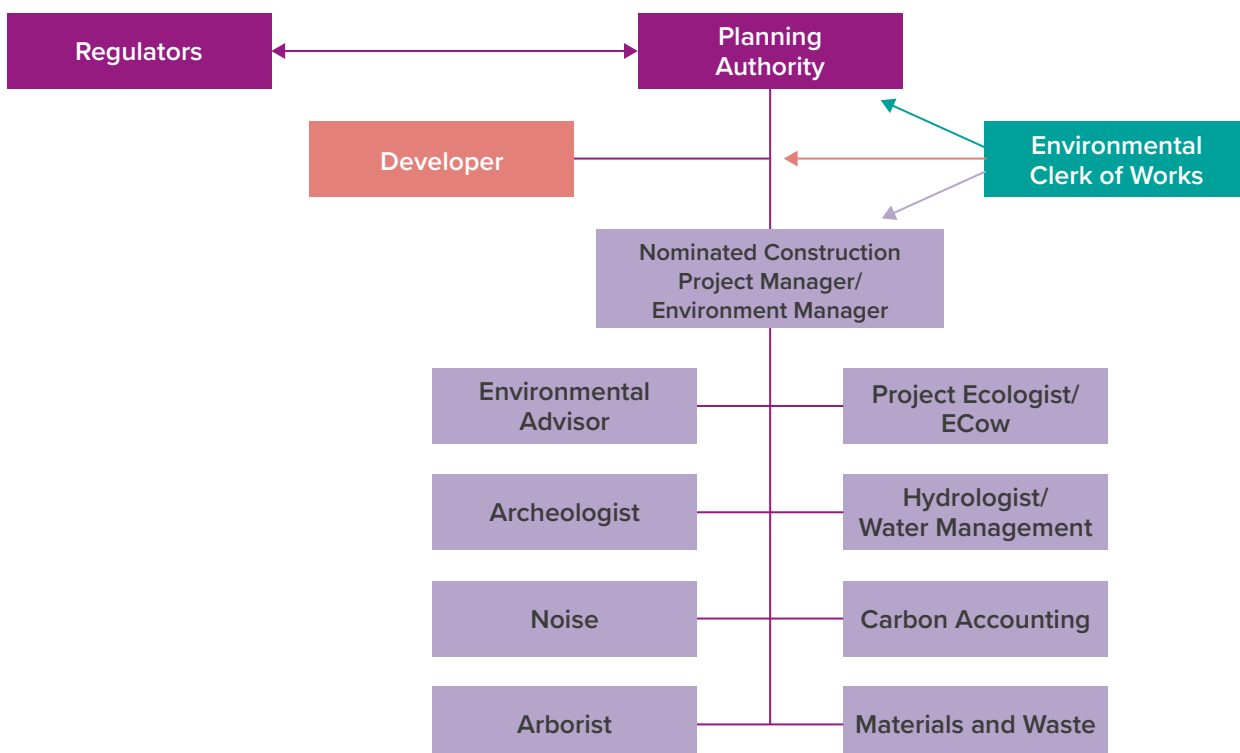 Regulators
Planning
Authority
Developer
Environmental
Clerk of Works
Nominated Construction
Project Manager/
Environment Manager
Environmental
Advisor
Project Ecologist/
ECow
Archeologist
Hydrologist/
Water Management
Noise
Carbon Accounting
Arborist
Materials and Waste